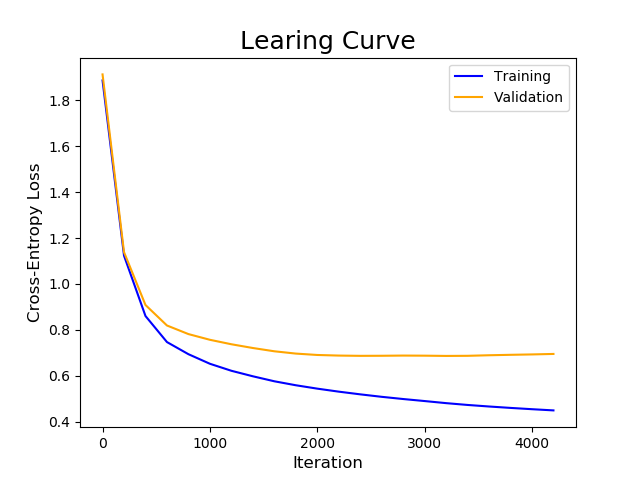 Learing Curve
Training
Validation
Cross-Entropy Loss
1.8
1.6
1.4
1.2
1.0
0.8
0.6
0.4
0 1000 2000 3000 4000
Iteration